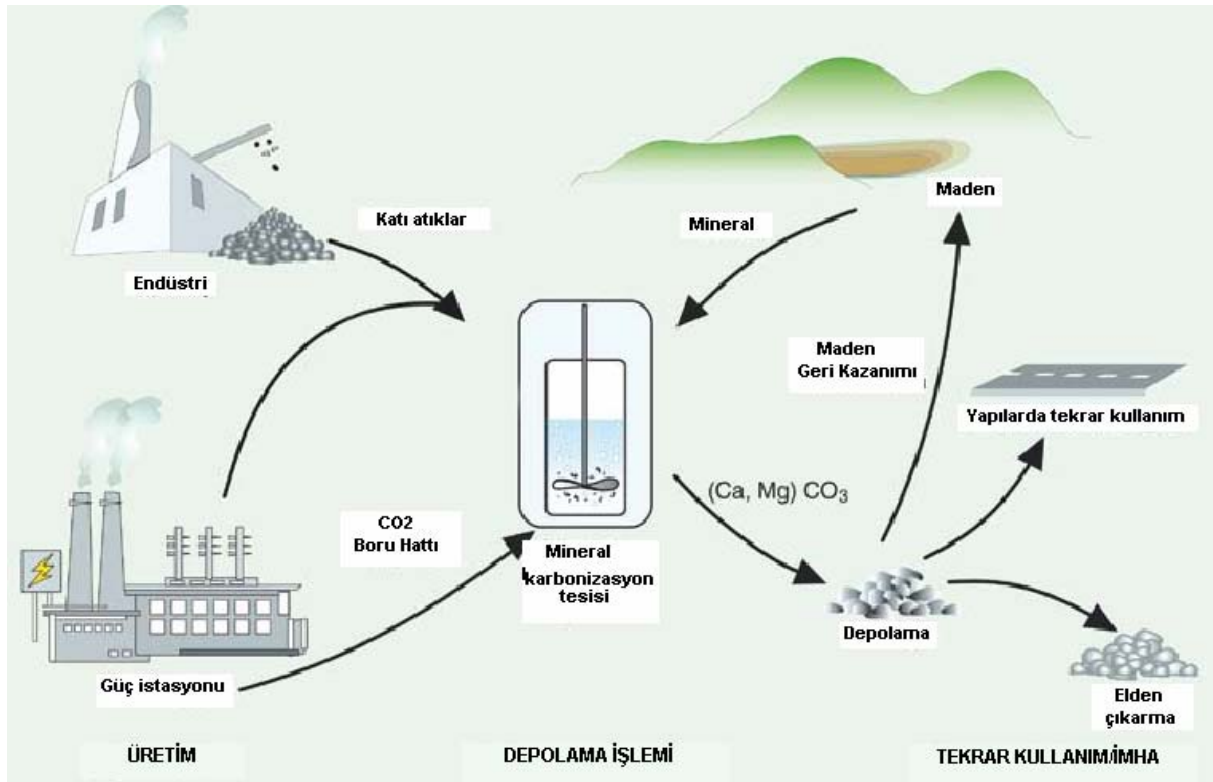 Katı atıklar
Endüstri
Mineral
Maden
Maden
Geri Kazanımı
Yapılarda tekrar kullanım
CO2
Boru Hattı
Mineral
karbonizasyon
tesisi
(Ca, Mg) CO3
Depolama
Güç istasyonu
Elden
çıkarma
ÜRETİM
DEPOLAMA İŞLEMİ
TEKRAR KULLANIM/İMHA